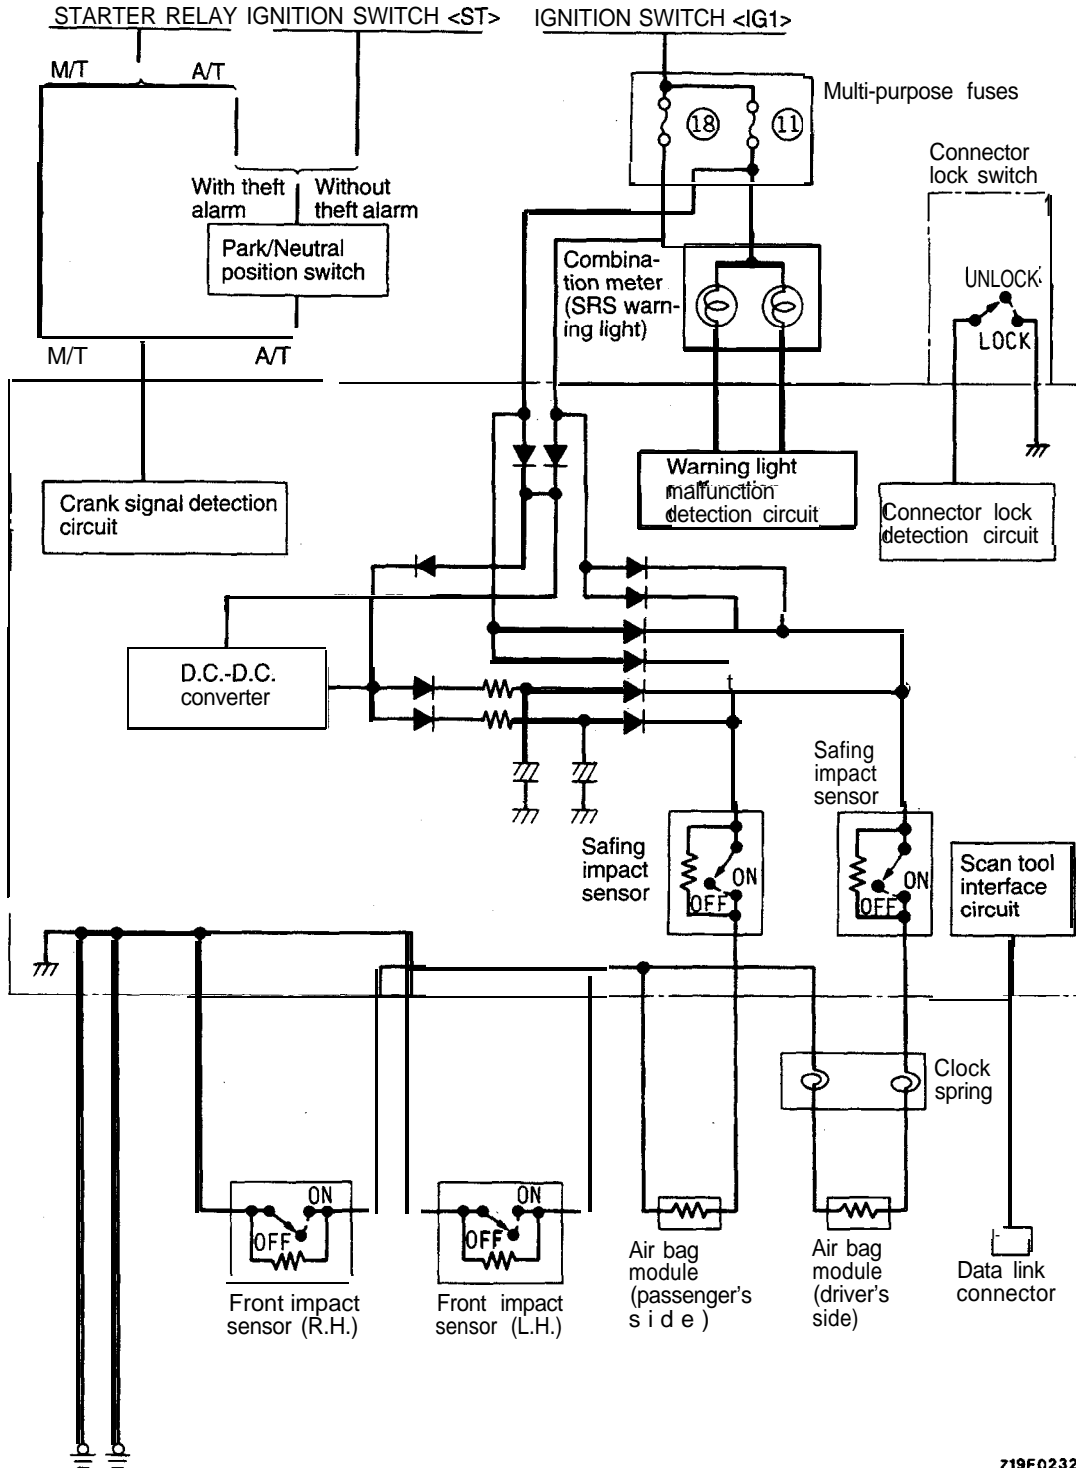 STARTER RELAY IGNITION SWITCH <ST>
IGNITION SWITCH <IG1>
M/T
A/T
Multi-purpose fuses
18
11
Connector
lock switch
With theft
alarm
Without
theft alarm
Park/Neutral
position switch
Combina-
tion meter
(SRS warn-
ing light)
UNLOCK
LOCK
M/T
A/T
Crank signal detection
circuit
Warning light
malfunction
detection circuit
Connector lock
detection circuit
D.C.-D.C.
converter
Safing
impact
sensor
Safing
impact
sensor
ON
OFF
ON
OFF
Scan tool
interface
circuit
Clock
spring
ON
OFF
ON
OFF
Front impact
sensor (R.H.)
Front impact
sensor (L.H.)
Air bag
module
(passenger's
side)
Air bag
module
(driver's
side)
Data link
connector
Z19F0232